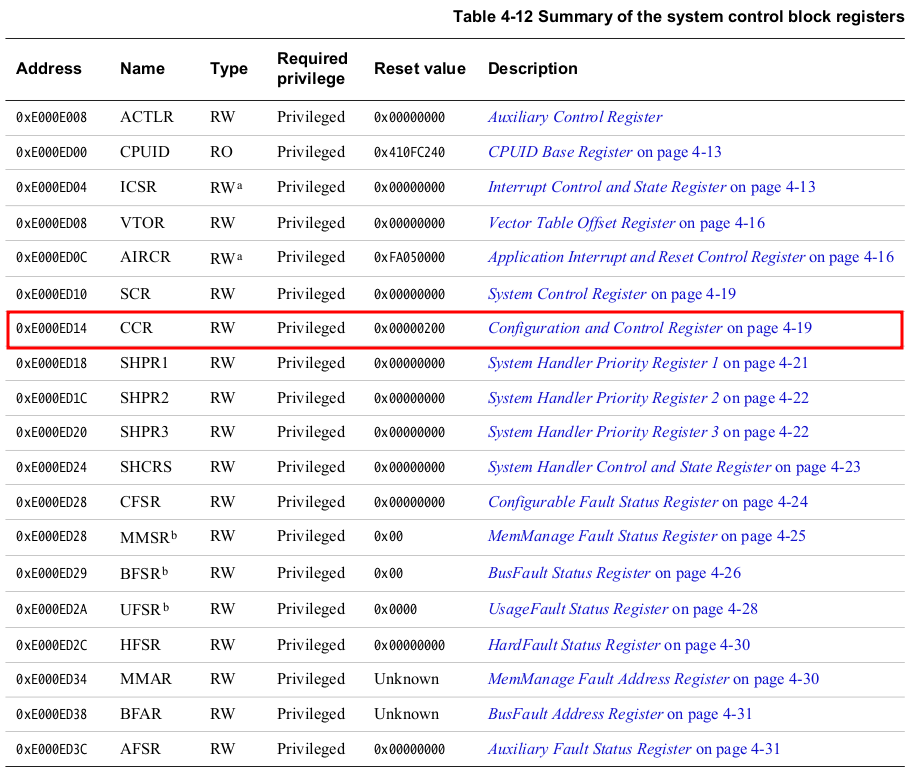 Table 4-12 Summary of the system control block registers
Address Name Type Required privilege Reset value Description
0xE000E008 ACTLR RW Privileged 0x00000000 Auxiliary Control Register
0xE000ED00 CPUID RO Privileged 0x410FC240 CPUID Base Register on page 4-13
0xE000ED04 ICSR RWa Privileged 0x00000000 Interrupt Control and State Register on page 4-13
0xE000ED08 VTOR RW Privileged 0x00000000 Vector Table Offset Register on page 4-16
0xE000ED0C AIRCR RWa Privileged 0xFA050000 Application Interrupt and Reset Control Register on page 4-16
0xE000ED10 SCR RW Privileged 0x00000000 System Control Register on page 4-19
0xE000ED14 CCR RW Privileged 0x00000200 Configuration and Control Register on page 4-19
0xE000ED18 SHPR1 RW Privileged 0x00000000 System Handler Priority Register 1 on page 4-21
0xE000ED1C SHPR2 RW Privileged 0x00000000 System Handler Priority Register 2 on page 4-22
0xE000ED20 SHPR3 RW Privileged 0x00000000 System Handler Priority Register 3 on page 4-22
0xE000ED24 SHCRS RW Privileged 0x00000000 System Handler Control and State Register on page 4-23
0xE000ED28 CFSR RW Privileged 0x00000000 Configurable Fault Status Register on page 4-24
0xE000ED28 MMSRb RW Privileged 0x00 MemManage Fault Status Register on page 4-25
0xE000ED29 BFSRb RW Privileged 0x00 BusFault Status Register on page 4-26
0xE000ED2A UFSRb RW Privileged 0x0000 UsageFault Status Register on page 4-28
0xE000ED2C HFSR RW Privileged 0x00000000 HardFault Status Register on page 4-30
0xE000ED34 MMAR RW Privileged Unknown MemManage Fault Address Register on page 4-30
0xE000ED38 BFAR RW Privileged Unknown BusFault Address Register on page 4-31
0xE000ED3C AFSR RW Privileged 0x00000000 Auxiliary Fault Status Register on page 4-31